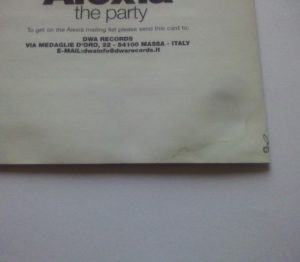 Alexia
the party
To get on the Alexia mailing list please send this card to:
DWA RECORDS
VIA MEDAGLIE D'ORO, 22 - 54100 MASSA - ITALY
E-MAIL:dwainfo@dwarecords.it